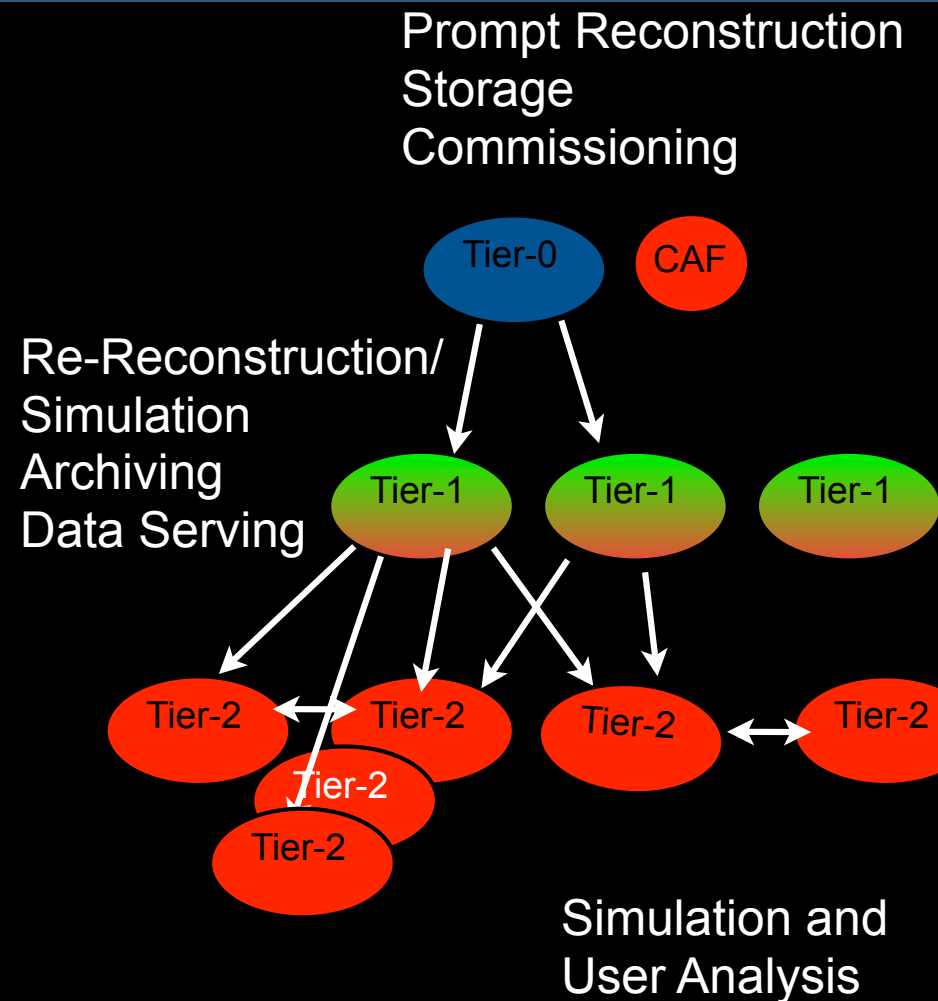 Prompt Reconstruction
Storage
Commissioning
Tier-0
CAF
Re-Reconstruction/
Simulation
Archiving
Data Serving
Tier-1
Tier-1
Tier-1
Tier-2
Tier-2
Tier-2
Tier-2
Tier-2
Tier-2
Simulation and
User Analysis